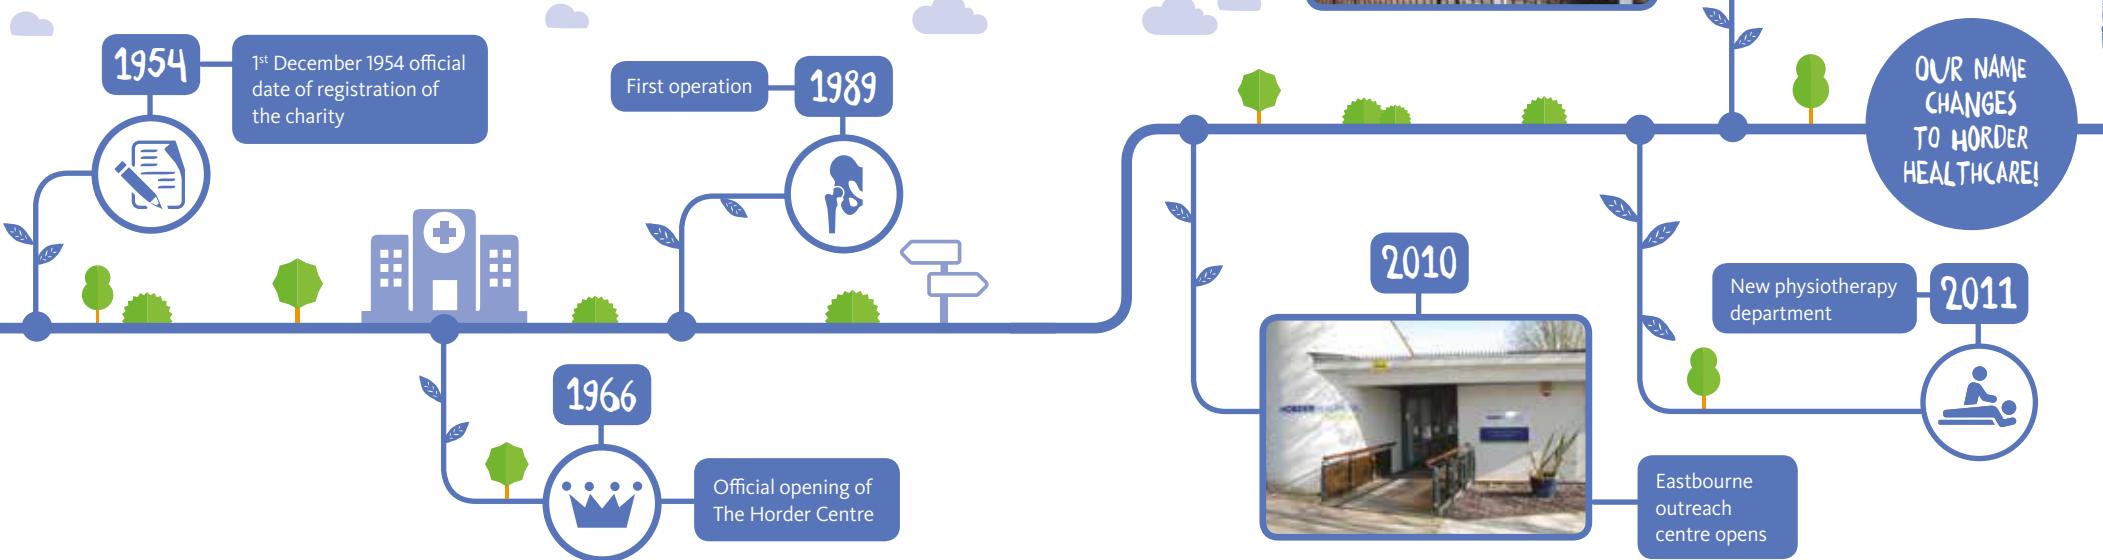 1954
1st December 1954 official
date of registration of
the charity
1966
Official opening of
The Horder Centre
First operation
1989
2010
HORDER
Eastbourne
outreach
centre opens
New physiotherapy
department
2011
OUR NAME
CHANGES
TO HORDER
HEALTHCARE!